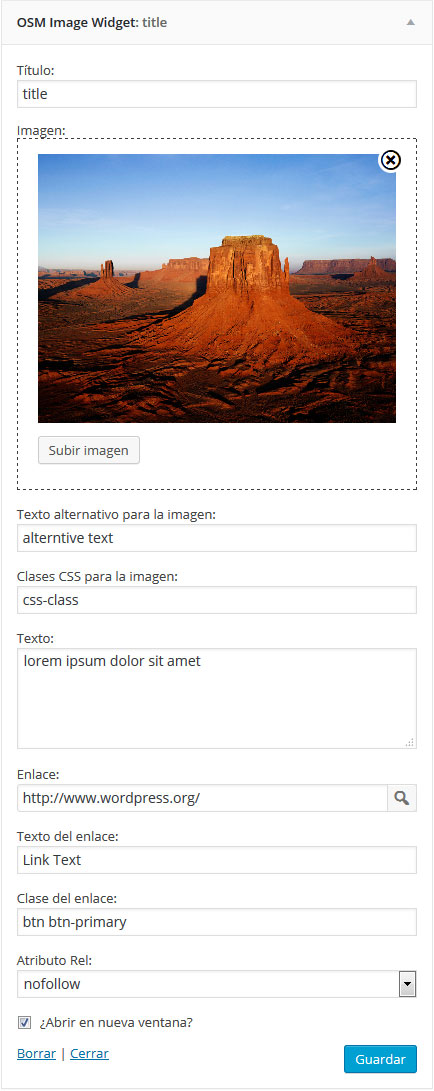 OSM Image Widget: title
Título:
title
Imagen:
Subir imagen
Texto alternativo para la imagen:
alterntive text
Clases CSS para la imagen:
css-class
Texto:
lorem ipsum dolor sit amet
Enlace:
http://www.wordpress.org/
Texto del enlace:
Link Text
Clase del enlace:
btn btn-primary
Atributo Rel:
nofollow
¿Abrir en nueva ventana?
Borrar | Cerrar
Guardar